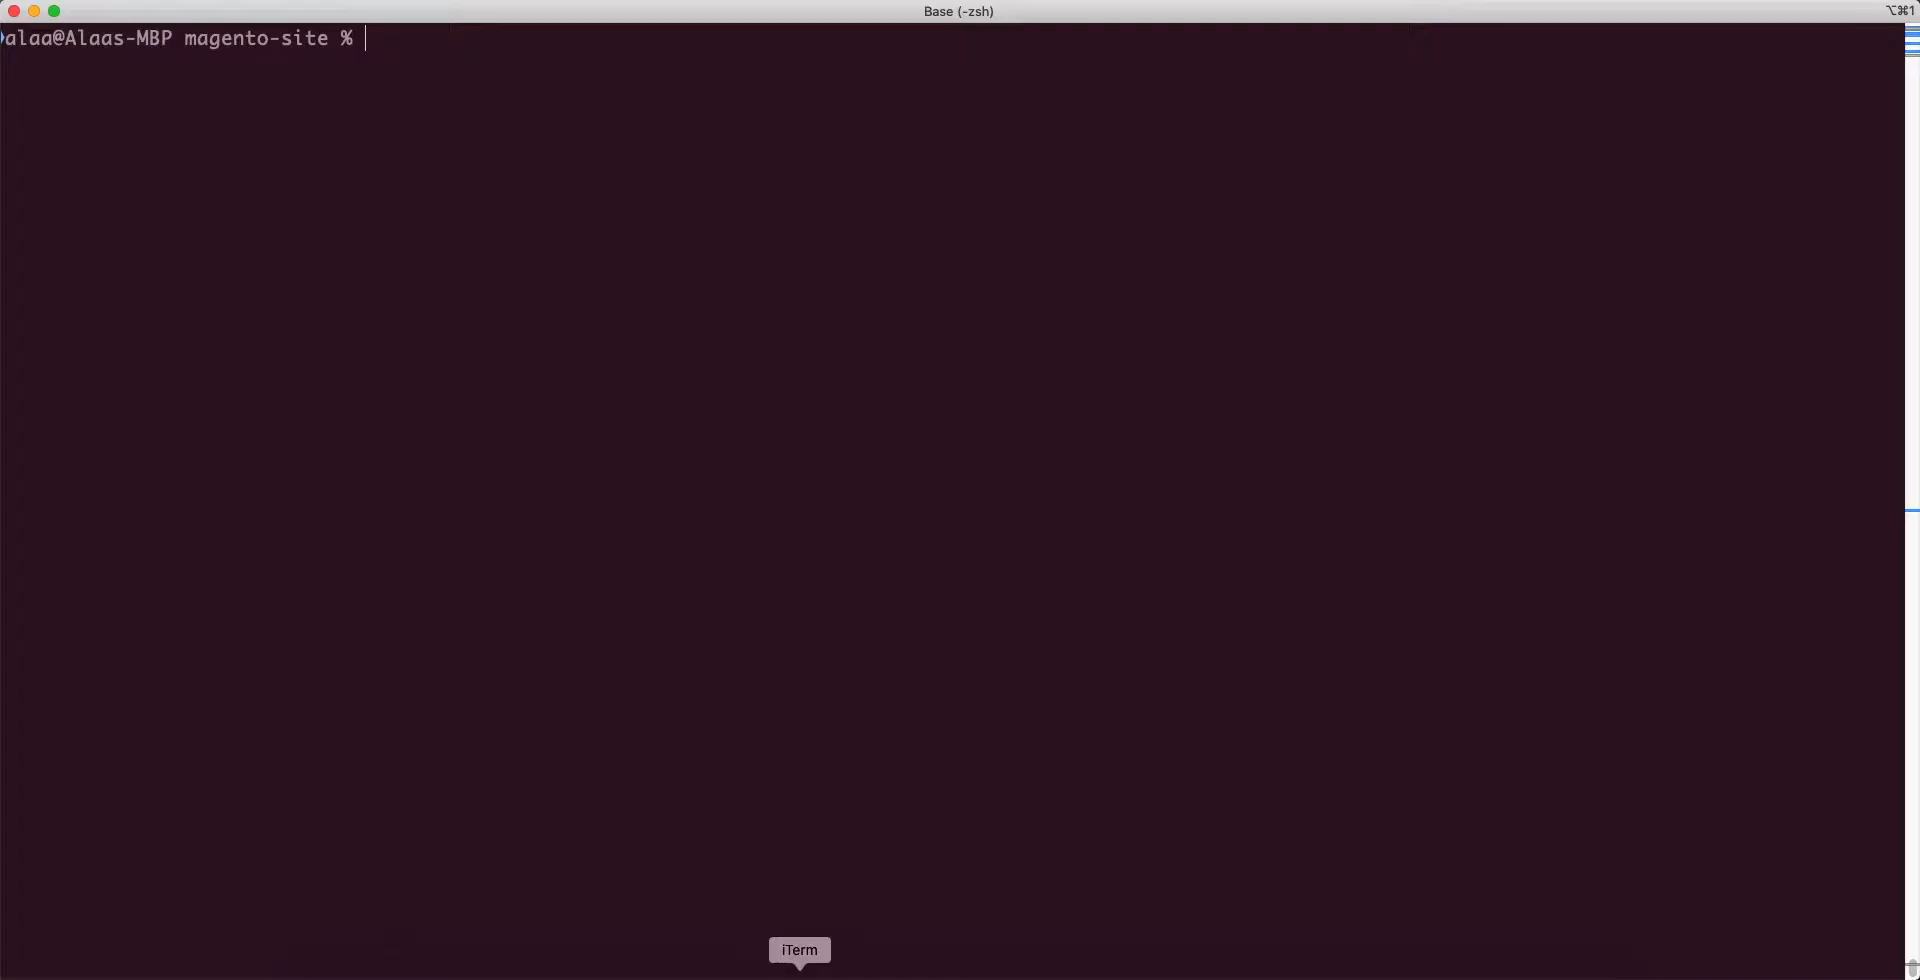 Base (-zsh)
⌥⌘1
alaa@Alaas-MBP magento-site %
iTerm